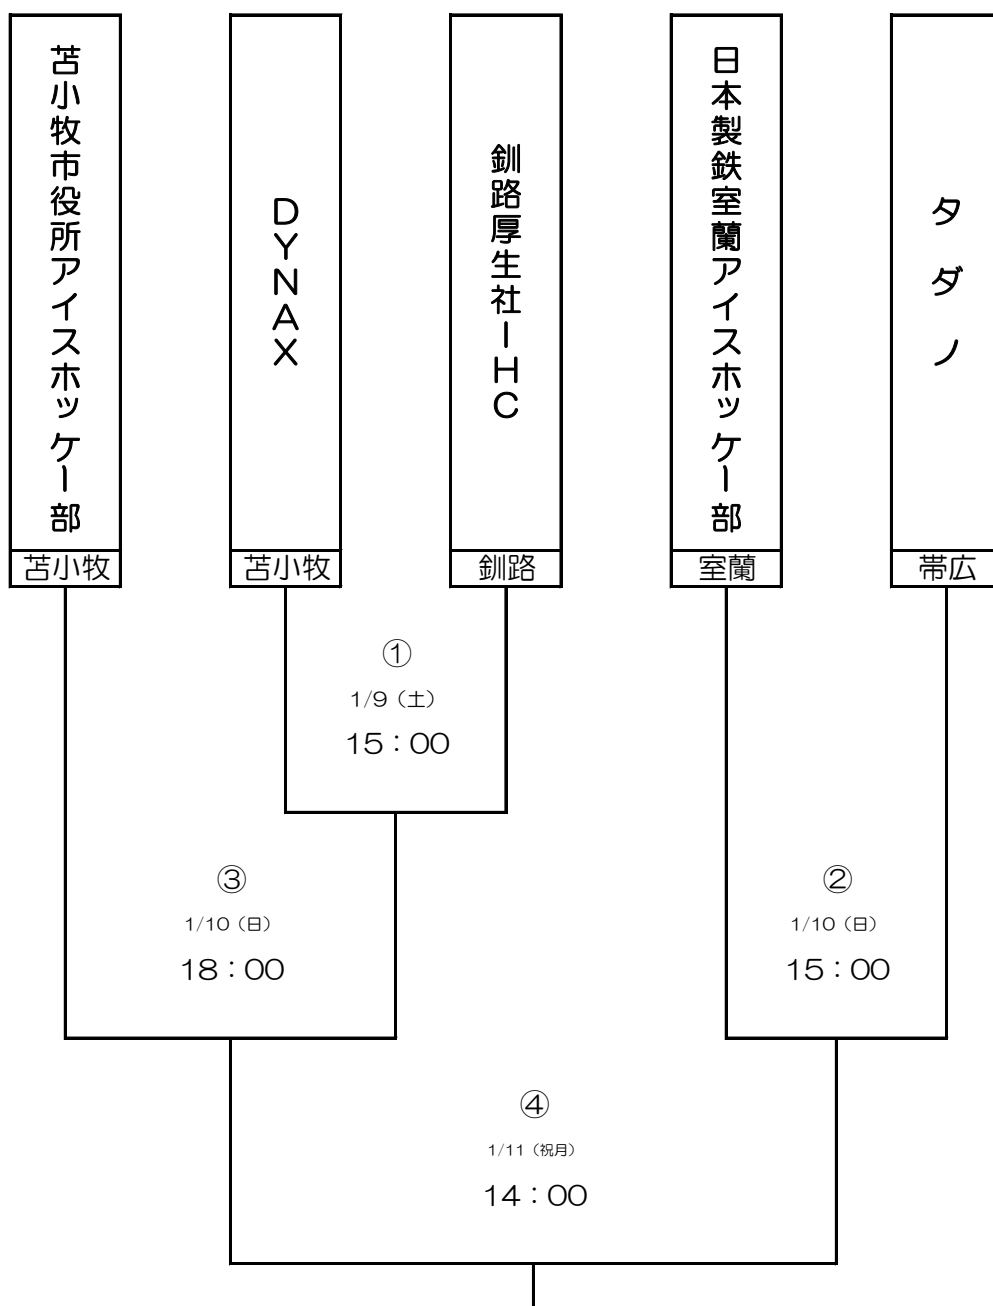 苫小牧市役所アイスホッケー部
DYNAX
釧路厚生社IHC
日本製鉄室蘭アイスホッケー部
タダノ
苫小牧
苫小牧
釧路
室蘭
帯広
①
1/9（土）
15：00
③
1/10（日）
18：00
②
1/10（日）
15：00
④
1/11（祝月）
14：00